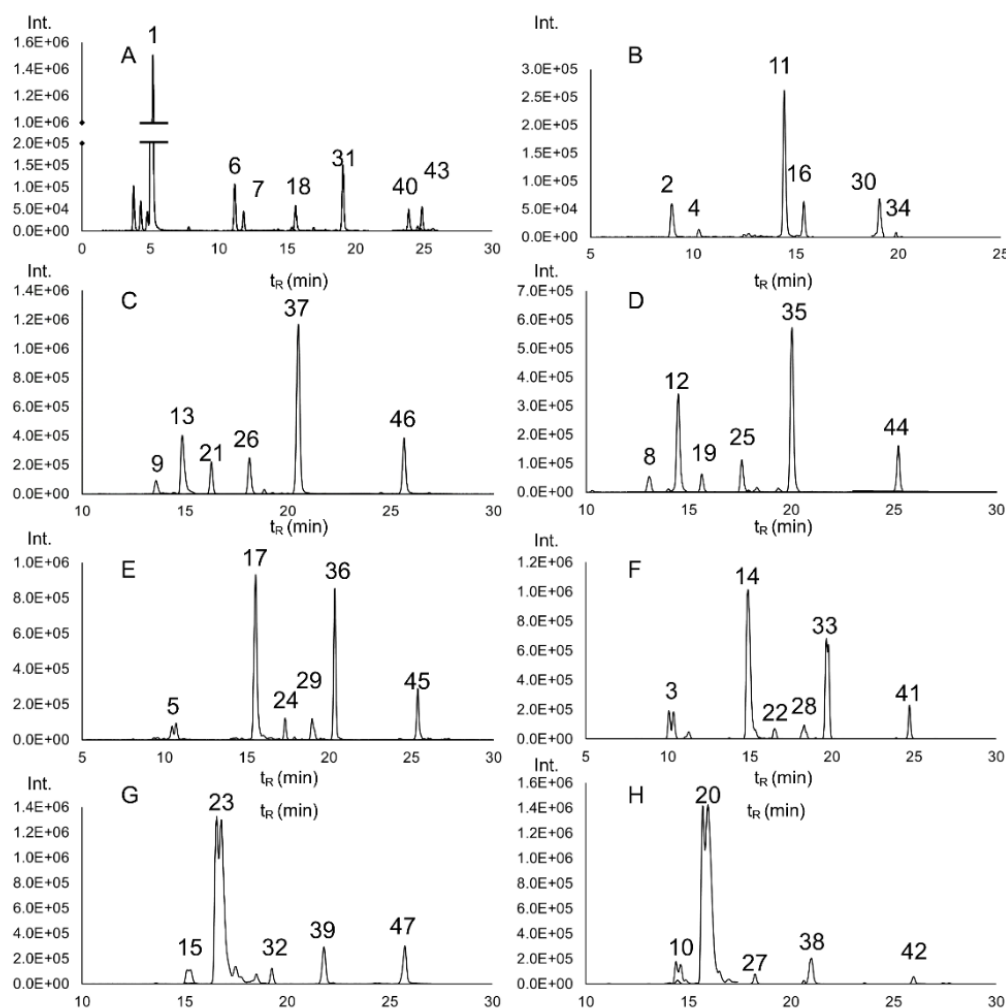 Int.
1
A
1.6E+06
1.4E+06
1.2E+06
1.0E+06
2.0E+05
1.5E+05
1.0E+05
5.0E+04
0.0E+00
6
7
18
31
40
43
0 5 10 15 20 25 30
tR (min)
Int.
B
3.0E+05
2.5E+05
2.0E+05
1.5E+05
1.0E+05
5.0E+04
0.0E+00
2
4
11
16
30
34
5 10 15 20 25
tR (min)
Int.
C
1.4E+06
1.2E+06
1.0E+06
8.0E+05
6.0E+05
4.0E+05
2.0E+05
0.0E+00
9
13
21
26
37
46
10 15 20 25 30
tR (min)
Int.
D
7.0E+05
6.0E+05
5.0E+05
4.0E+05
3.0E+05
2.0E+05
1.0E+05
0.0E+00
8
12
19
25
35
44
10 15 20 25 30
tR (min)
Int.
E
1.0E+06
8.0E+05
6.0E+05
4.0E+05
2.0E+05
0.0E+00
5
17
24
29
36
45
5 10 15 20 25 30
tR (min)
Int.
F
1.2E+06
1.0E+06
8.0E+05
6.0E+05
4.0E+05
2.0E+05
0.0E+00
3
14
22
28
33
41
5 10 15 20 25 30
tR (min)
Int.
G
tR (min)
1.4E+06
1.2E+06
1.0E+06
8.0E+05
6.0E+05
4.0E+05
2.0E+05
0.0E+00
15
23
32
39
47
10 15 20 25 30
Int.
H
tR (min)
1.4E+06
1.2E+06
1.0E+06
8.0E+05
6.0E+05
4.0E+05
2.0E+05
0.0E+00
10
20
27
38
42
10 15 20 25 30